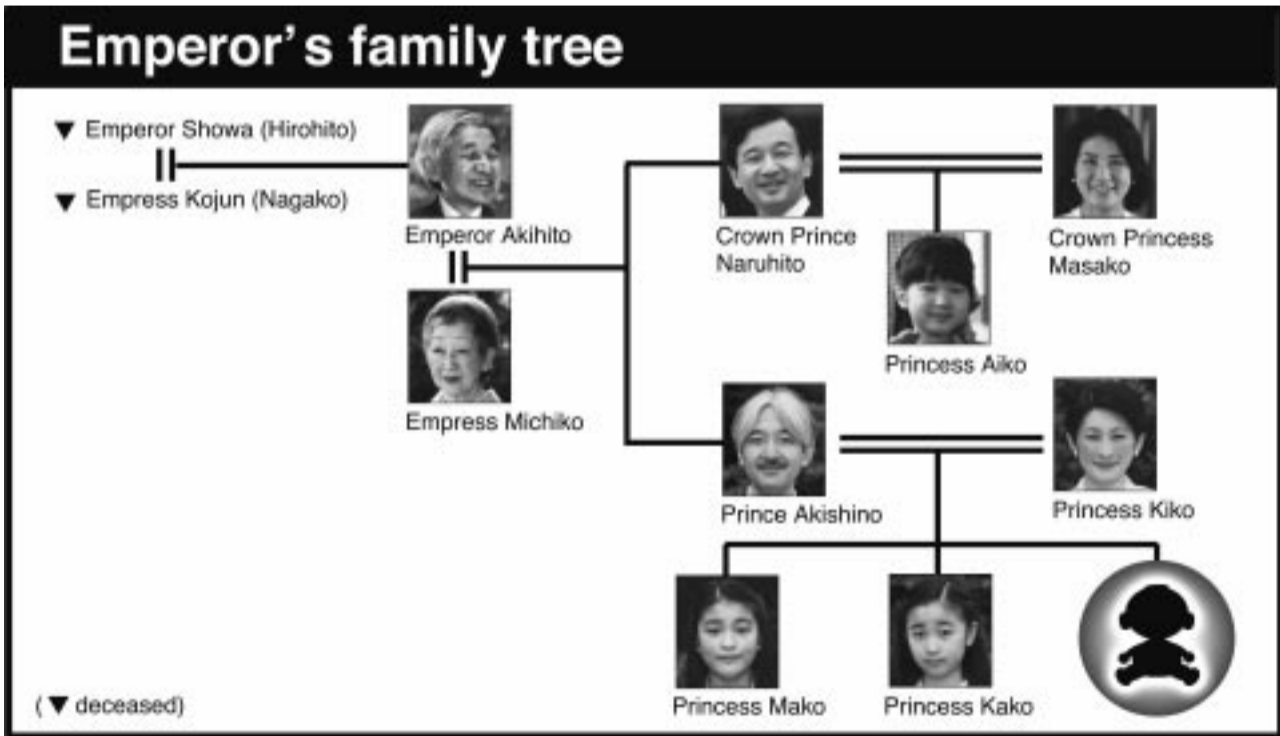 Emperor's family tree
▼ Emperor Showa (Hirohito)
▼ Empress Kojun (Nagako)
Emperor Akihito
Empress Michiko
Crown Prince
Naruhito
Crown Princess
Masako
Princess Aiko
Prince Akishino
Princess Kiko
Princess Mako
Princess Kako
(▼ deceased)